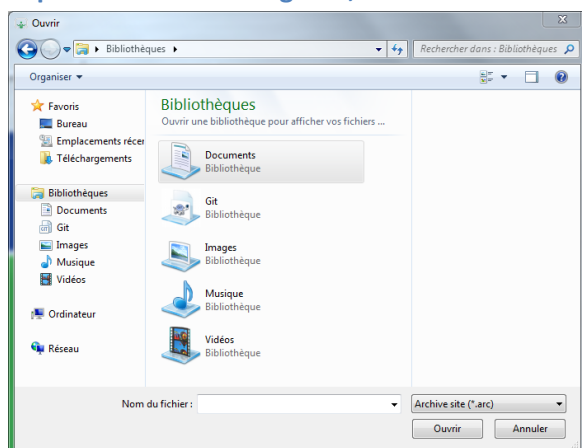 Ouvrir
Bibliothèques
Rechercher dans : Bibliothèques
Organiser
Favoris
Bureau
Emplacements récen
Téléchargements
Bibliothèques
Documents
Git
Images
Musique
Vidéos
Ordinateur
Réseau
Bibliothèques
Ouvrir une bibliothèque pour afficher vos fichiers ...
Documents
Bibliothèque
Git
Bibliothèque
Images
Bibliothèque
Musique
Bibliothèque
Vidéos
Bibliothèque
Nom du fichier :
Archive site (*.arc)
Ouvrir
Annuler